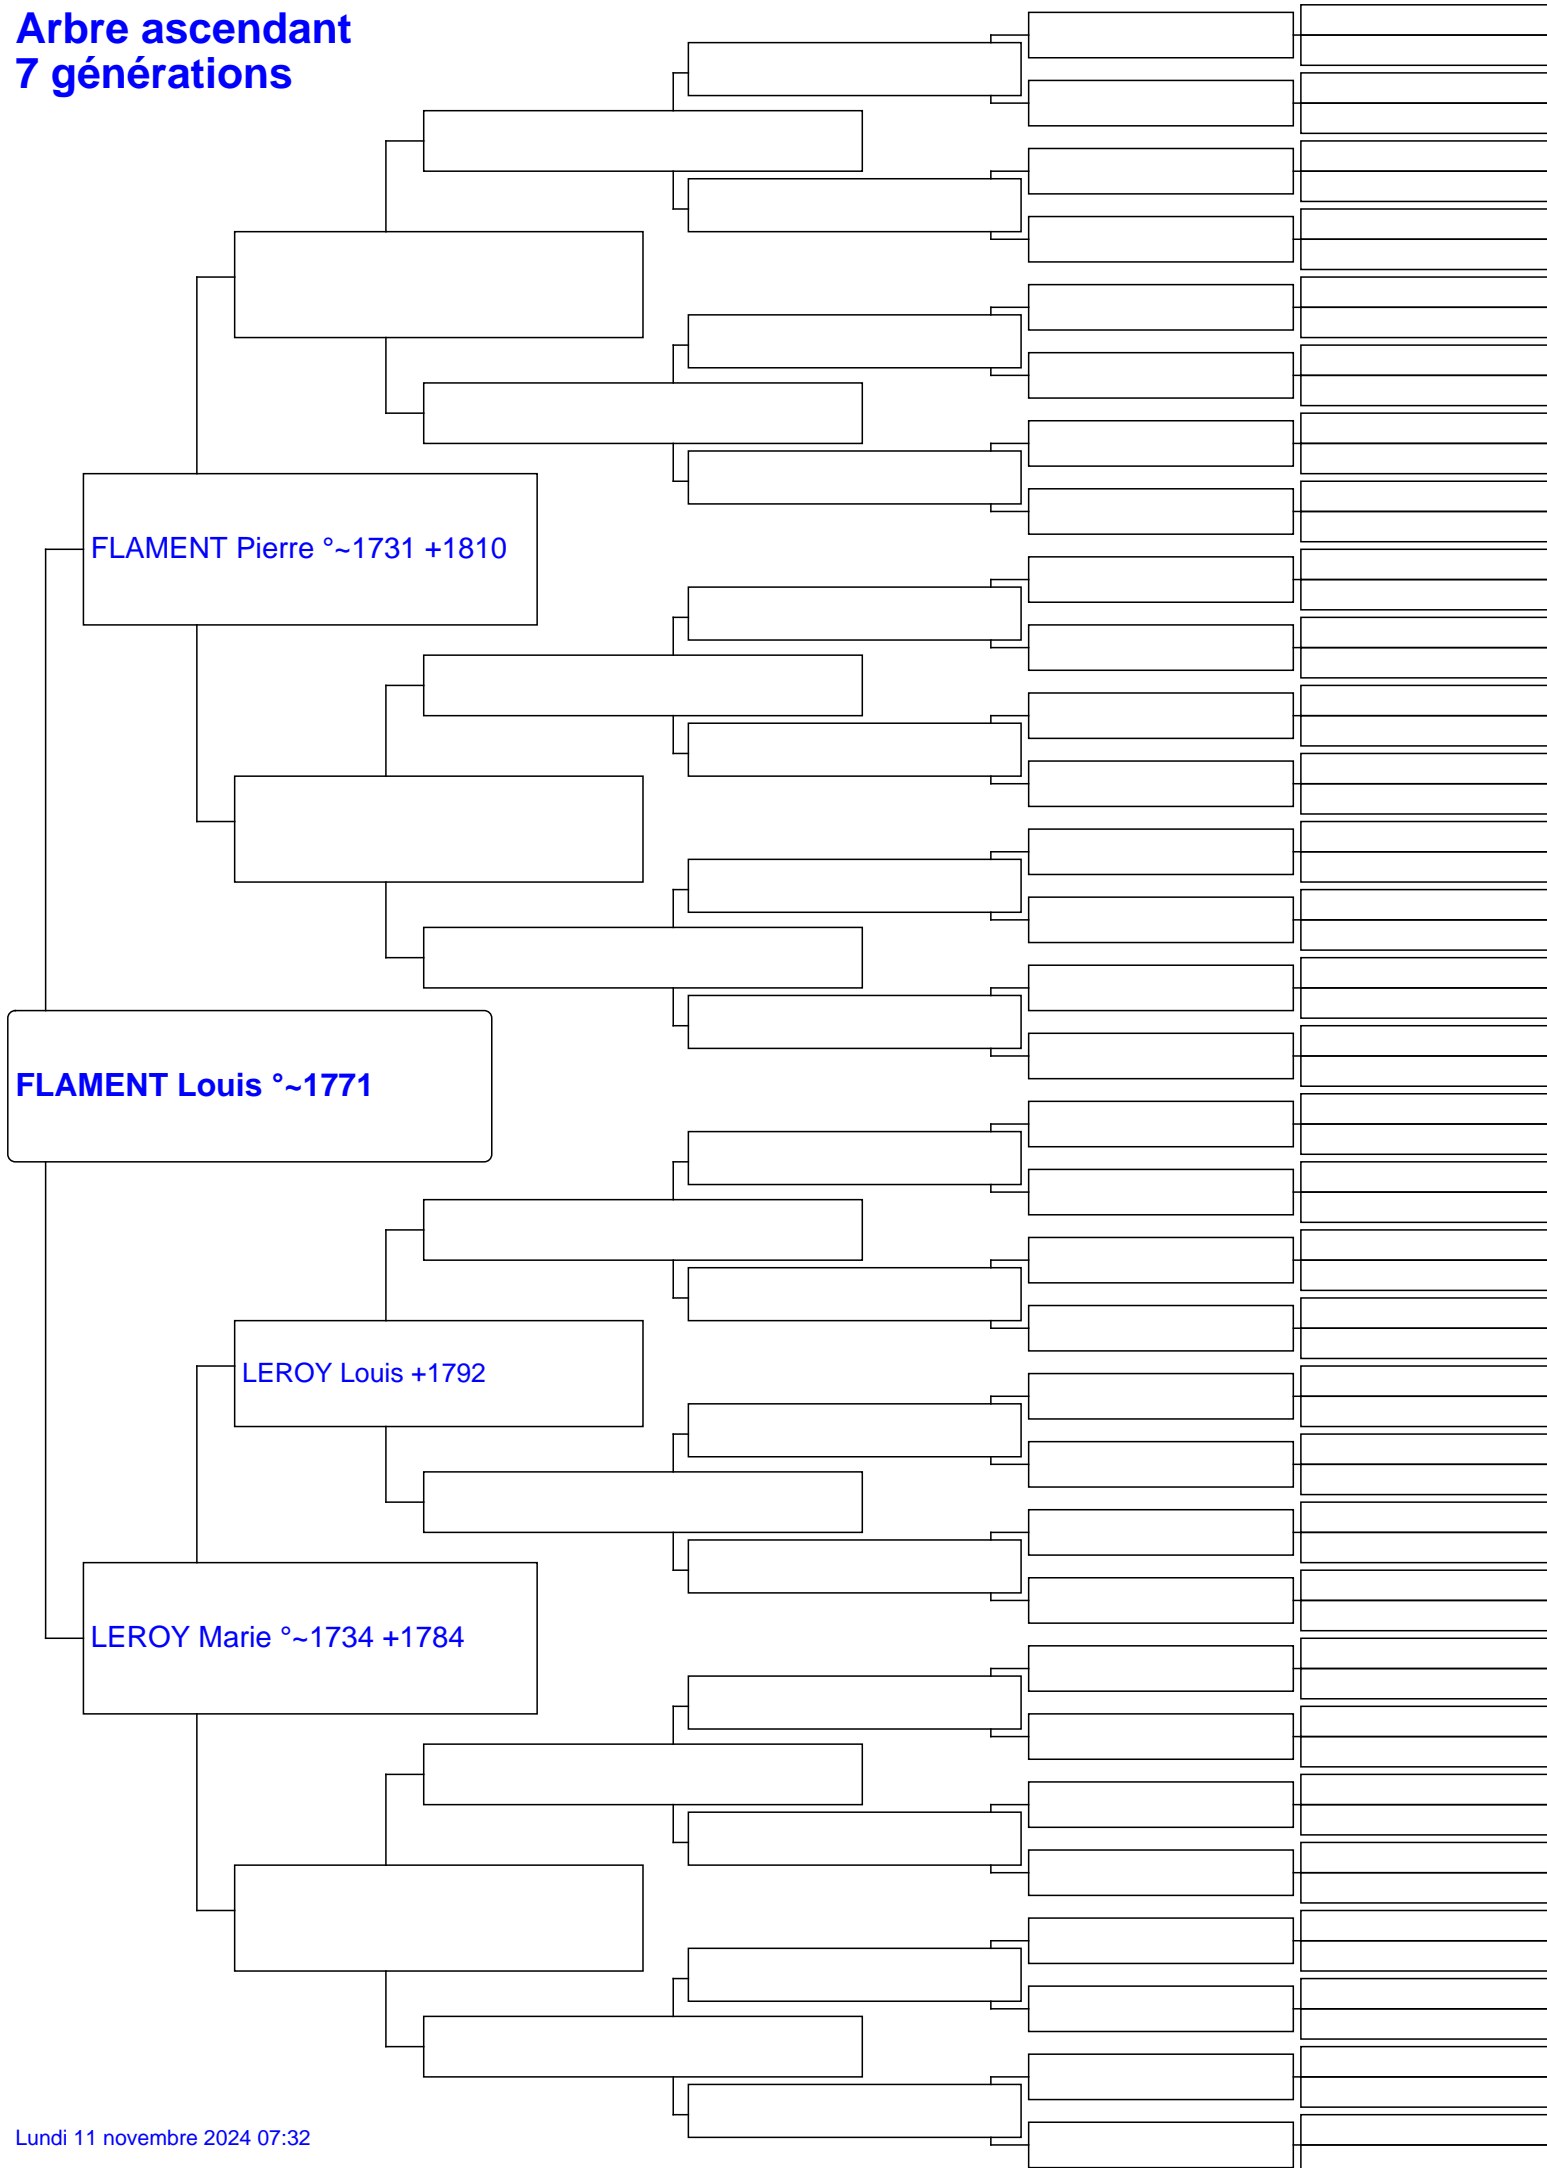 Arbre ascendant
7 générations
FLAMENT Pierre °~1731 +1810
FLAMENT Louis °~1771
LEROY Louis +1792
LEROY Marie °~1734 +1784
Lundi 11 novembre 2024 07:32